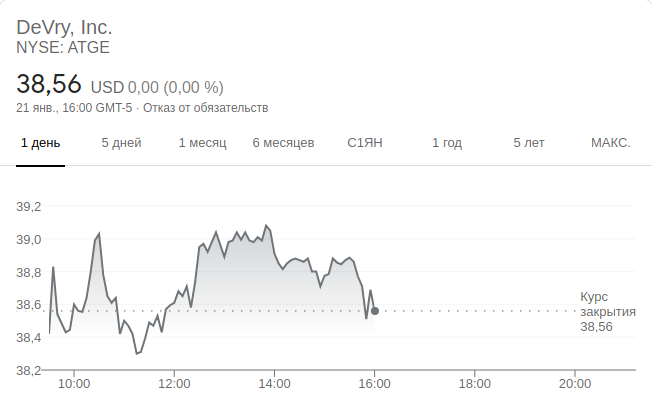 DeVry, Inc.
NYSE: ATGE
38,56 USD 0,00 (0,00 %)
21 янв., 16:00 GMT-5 · Отказ от обязательств
1 день 5 дней 1 месяц 6 месяцев С1ЯН 1 год 5 лет МАКС.
39,2
39,0
38,8
38,6
38,4
38,2
Курс
закрытия
38,56
10:00 12:00 14:00 16:00 18:00 20:00